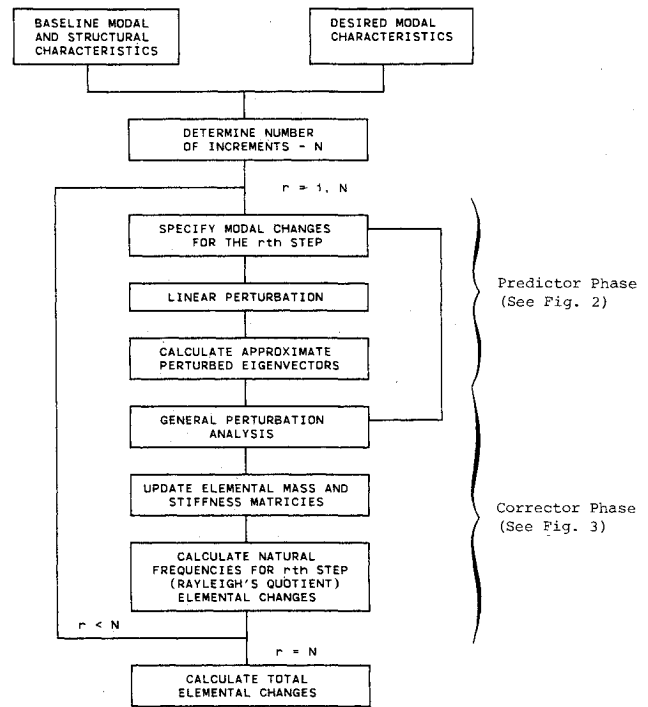 BASELINE MODAL
AND STRUCTURAL
CHARACTERISTICS
DESIRED MODAL
CHARACTERISTICS
DETERMINE NUMBER
OF INCREMENTS - N
r = 1, N
SPECIFY MODAL CHANGES
FOR THE rth STEP
LINEAR PERTURBATION
CALCULATE APPROXIMATE
PERTURBED EIGENVECTORS
GENERAL PERTURBATION
ANALYSIS
UPDATE ELEMENTAL MASS AND
STIFFNESS MATRICIES
CALCULATE NATURAL
FREQUENCIES FOR rth STEP
(RAYLEIGH'S QUOTIENT)
ELEMENTAL CHANGES
r < N
r = N
CALCULATE TOTAL
ELEMENTAL CHANGES
Predictor Phase
(See Fig. 2)
Corrector Phase
(See Fig. 3)